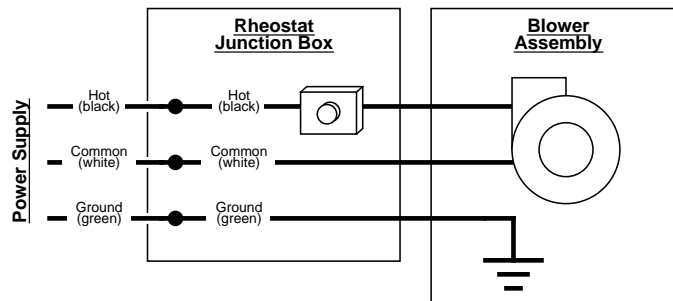 Rheostat
Junction Box
Blower
Assembly
Power Supply
Hot
(black)
Hot
(black)
Common
(white)
Common
(white)
Ground
(green)
Ground
(green)